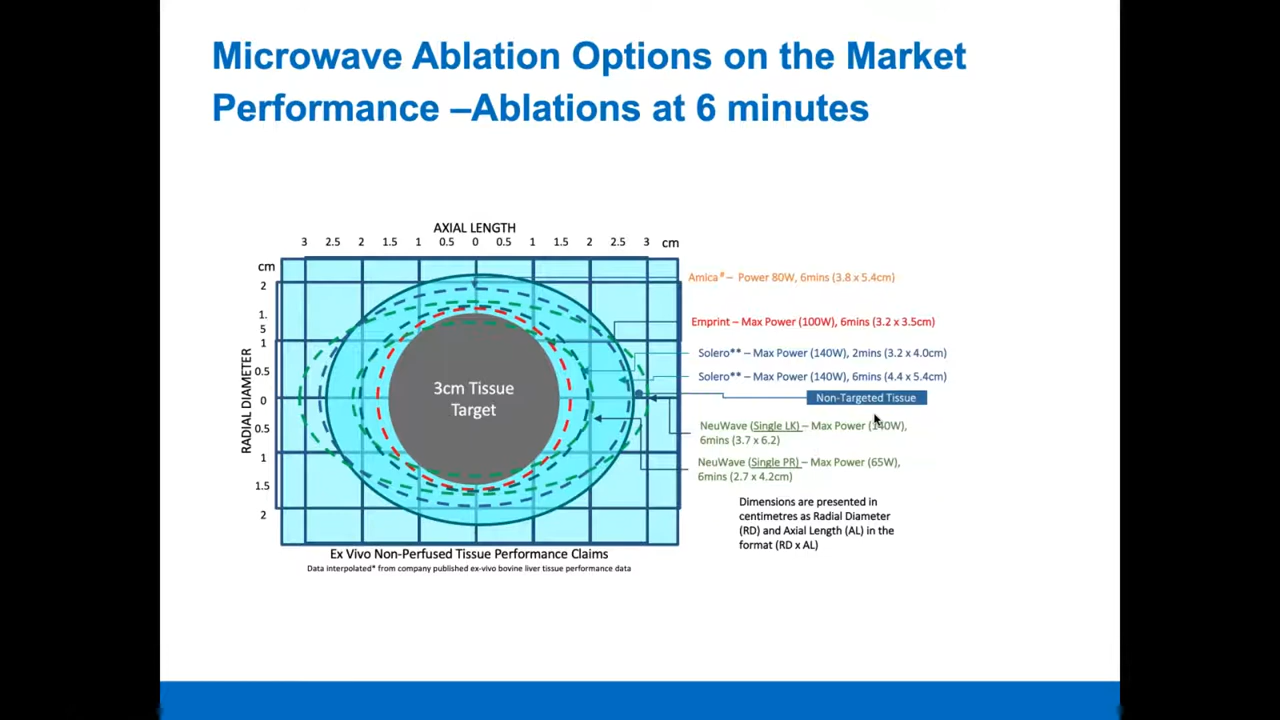 Microwave Ablation Options on the Market
Performance –Ablations at 6 minutes
AXIAL LENGTH
3 2.5 2 1.5 1 0.5 0 0.5 1 1.5 2 2.5 3 cm
cm
2
1.
5
1
0.5
0
0.5
1
1.5
2
RADIAL DIAMETER
3cm Tissue
Target
Amica# – Power 80W, 6mins (3.8 x 5.4cm)
Emprint – Max Power (100W), 6mins (3.2 x 3.5cm)
Solero** – Max Power (140W), 2mins (3.2 x 4.0cm)
Solero** – Max Power (140W), 6mins (4.4 x 5.4cm)
Non-Targeted Tissue
NeuWave (Single LK) – Max Power (140W),
6mins (3.7 x 6.2)
NeuWave (Single PR) – Max Power (65W),
6mins (2.7 x 4.2cm)
Dimensions are presented in
centimetres as Radial Diameter
(RD) and Axial Length (AL) in the
format (RD x AL)
Ex Vivo Non-Perfused Tissue Performance Claims
Data interpolated* from company published ex-vivo bovine liver tissue performance data